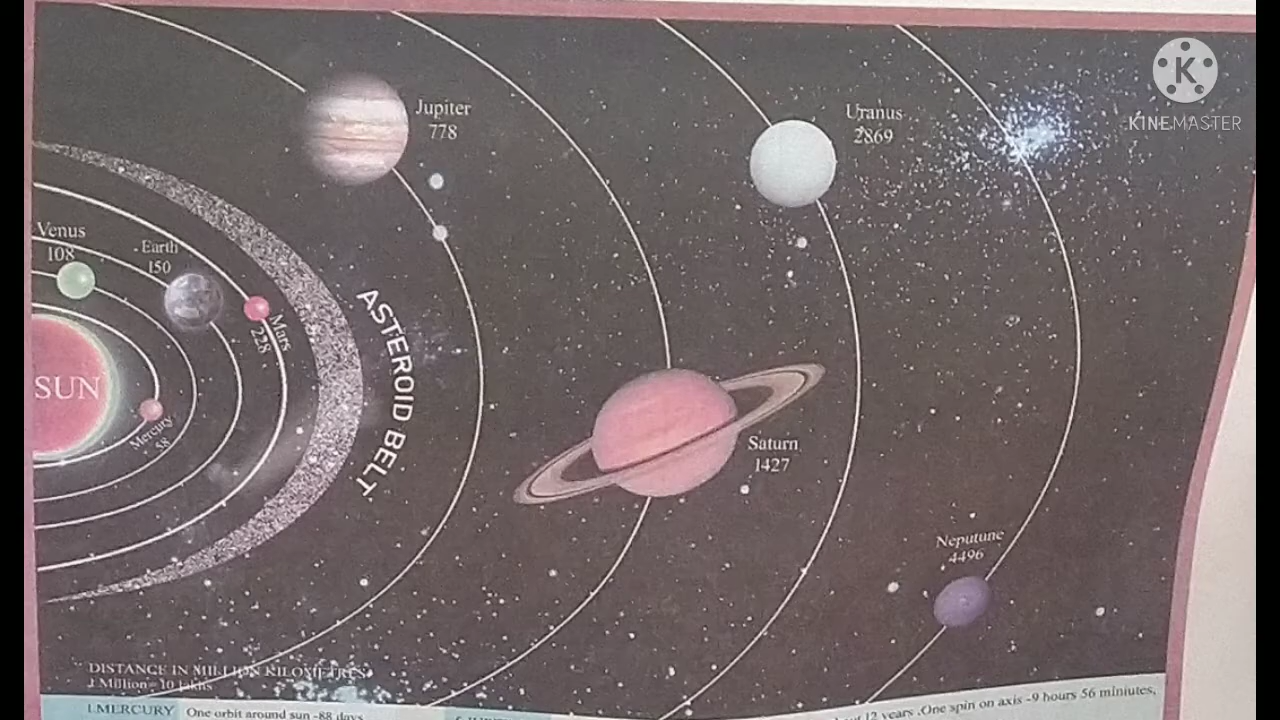 Jupiter
778
Uranus
2869
KINEMASTER
Venus
108
Earth
150
Mars
228
ASTEROID BELT
SUN
Mercury
58
Saturn
1427
Neputune
4496
DISTANCE IN MILLION KILOMETRES
1 Million - 10 lakhs
1.MERCURY One orbit around sun -88 days
12 years .One spin on axis -9 hours 56 miniutes,